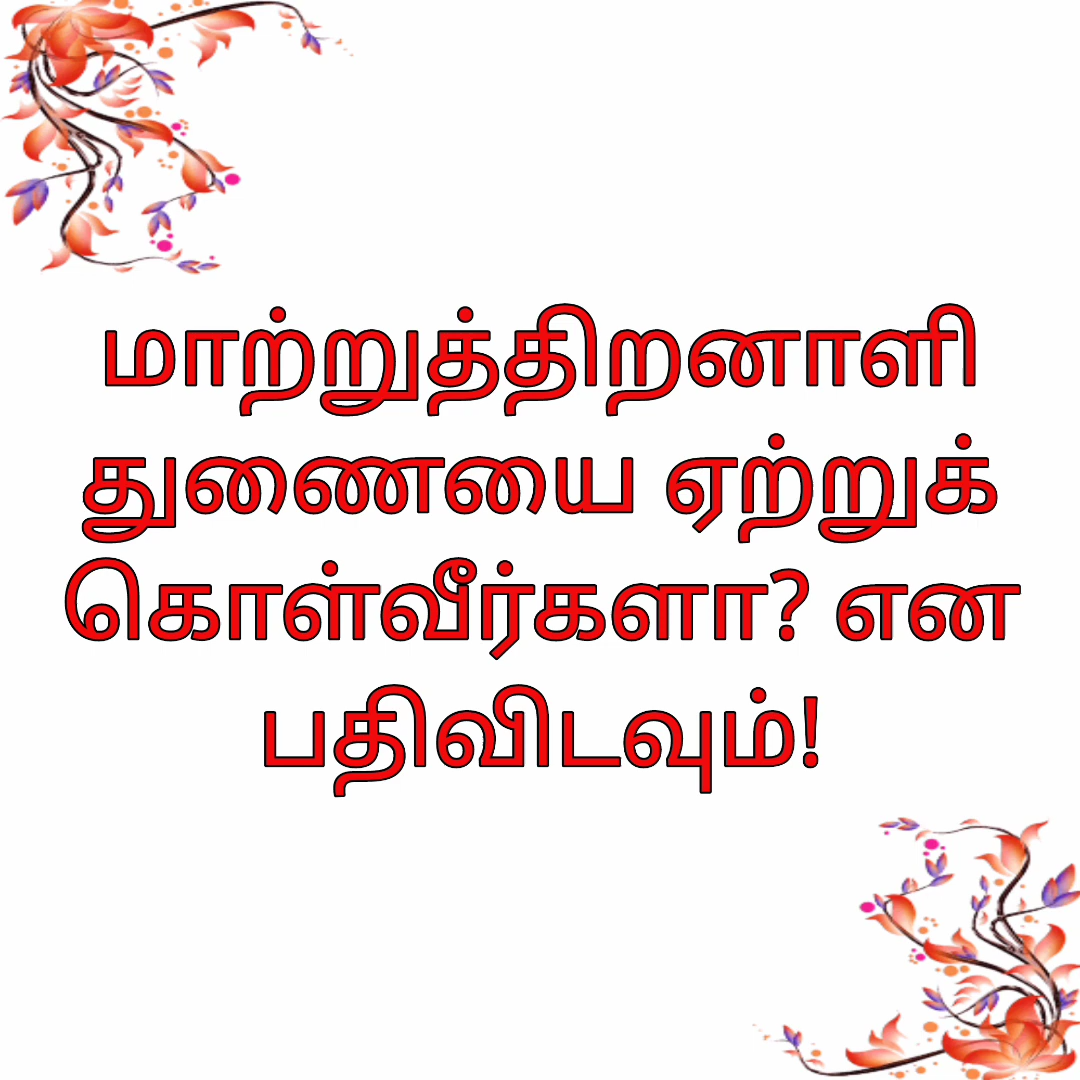 மாற்றுத்திறனாளி
துணையை ஏற்றுக்
கொள்வீர்களா? என
பதிவிடவும்!